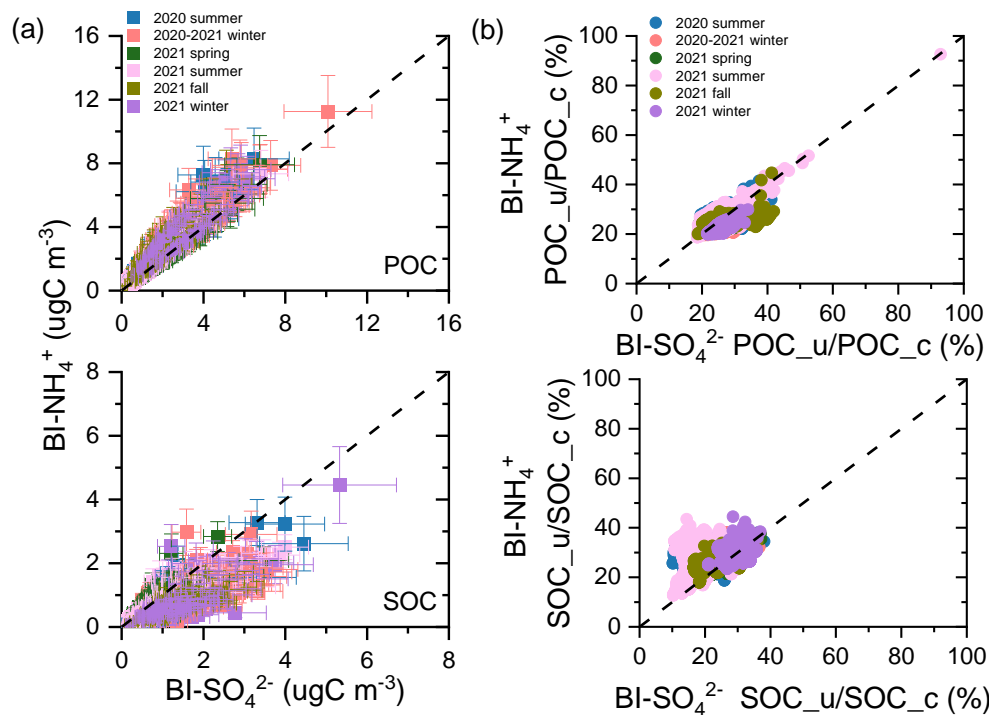 (a)
2020 summer
2020-2021 winter
2021 spring
2021 summer
2021 fall
2021 winter
16
12
8
4
0
0 4 8 12 16
POC
8
6
4
2
0
0 2 4 6 8
SOC
BI-NH₄⁺ (ugC m⁻³)
BI-SO₄²⁻ (ugC m⁻³)
(b)
2020 summer
2020-2021 winter
2021 spring
2021 summer
2021 fall
2021 winter
BI-NH₄⁺
POC_u/POC_c (%)
100
80
60
40
20
0
0 20 40 60 80 100
BI-SO₄²⁻ POC_u/POC_c (%)
BI-NH₄⁺
SOC_u/SOC_c (%)
100
80
60
40
20
0
0 20 40 60 80 100
BI-SO₄²⁻ SOC_u/SOC_c (%)